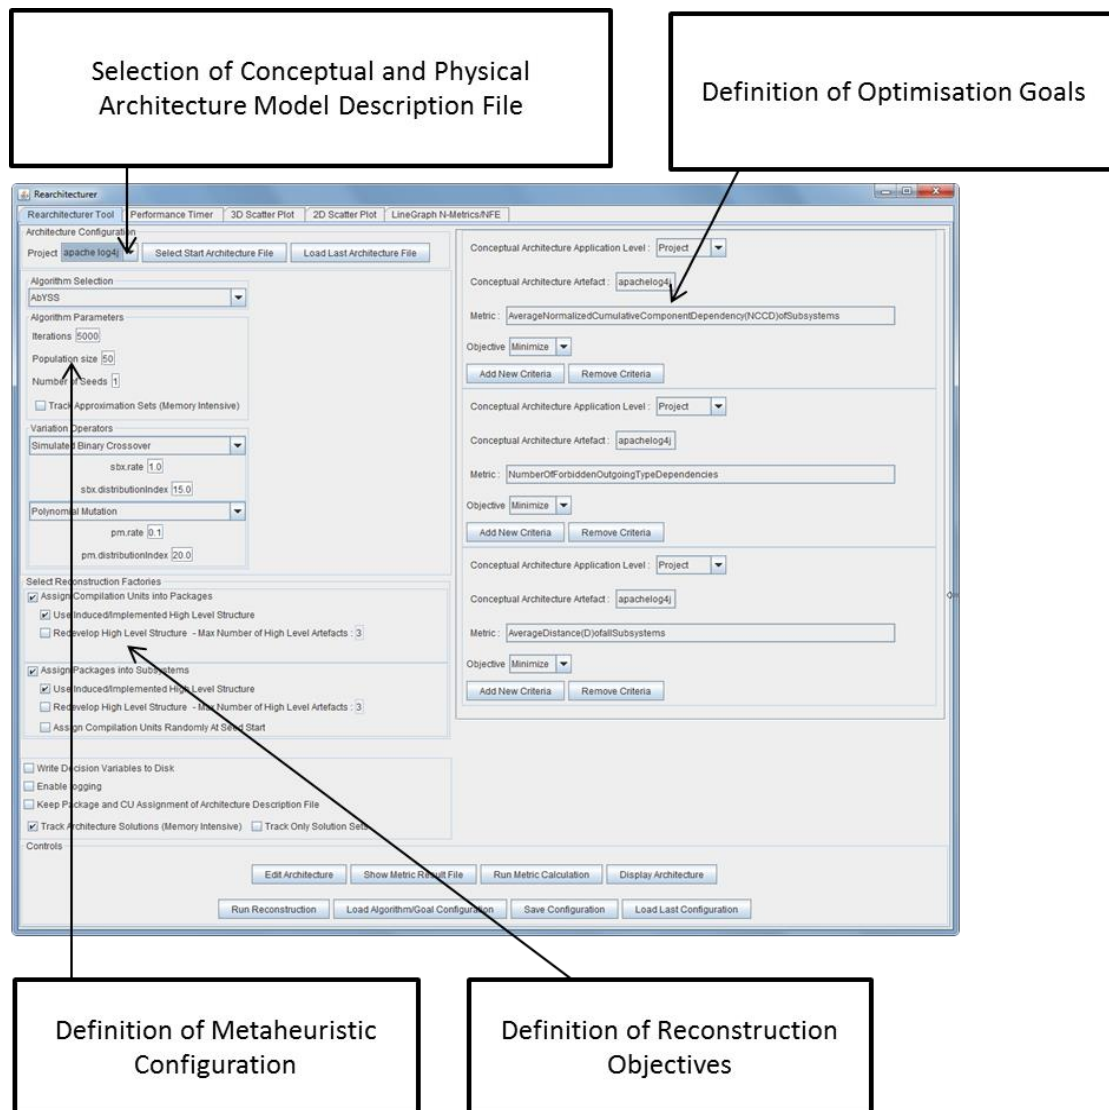 Selection of Conceptual and Physical
Architecture Model Description File
Definition of Optimisation Goals
Rearchitecturer
Rearchitecturer Tool Performance Timer 3D Scatter Plot 2D Scatter Plot LineGraph N-Metrics/NFE
Architecture Configuration
Project apache log4j Select Start Architecture File Load Last Architecture File
Algorithm Selection
AbYSS
Algorithm Parameters
Iterations 5000
Population size 50
Number of Seeds 1
Track Approximation Sets (Memory Intensive)
Variation Operators
Simulated Binary Crossover
sbx.rate 1.0
sbx.distributionIndex 15.0
Polynomial Mutation
pm.rate 0.1
pm.distributionIndex 20.0
Select Reconstruction Factories
Assign Compilation Units into Packages
Use Induced/Implemented High Level Structure
Redevelop High Level Structure - Max Number of High Level Artefacts : 3
Assign Packages into Subsystems
Use Induced/Implemented High Level Structure
Redevelop High Level Structure - Max Number of High Level Artefacts : 3
Assign Compilation Units Randomly At Seed Start
Write Decision Variables to Disk
Enable logging
Keep Package and CU Assignment of Architecture Description File
Track Architecture Solutions (Memory Intensive) Track Only Solution Sets
Conceptual Architecture Application Level : Project
Conceptual Architecture Artefact : apachelog4j
Metric : AverageNormalizedCumulativeComponentDependency(NCCD)ofSubsystems
Objective Minimize
Add New Criteria Remove Criteria
Conceptual Architecture Application Level : Project
Conceptual Architecture Artefact : apachelog4j
Metric : NumberOfForbiddenOutgoingTypeDependencies
Objective Minimize
Add New Criteria Remove Criteria
Conceptual Architecture Application Level : Project
Conceptual Architecture Artefact : apachelog4j
Metric : AverageDistance(D)ofallSubsystems
Objective Minimize
Add New Criteria Remove Criteria
Controls
Edit Architecture Show Metric Result File Run Metric Calculation Display Architecture
Run Reconstruction Load Algorithm/Goal Configuration Save Configuration Load Last Configuration
Definition of Metaheuristic
Configuration
Definition of Reconstruction
Objectives